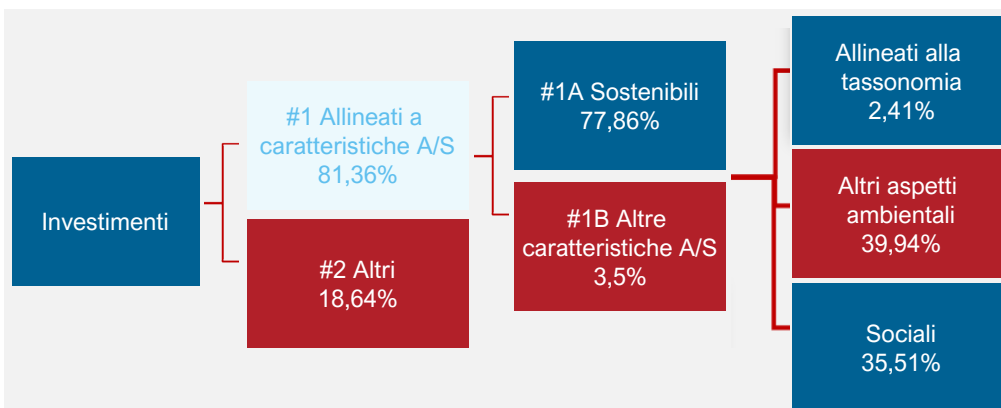 Investimenti
#1 Allineati a
caratteristiche A/S
81,36%
#2 Altri
18,64%
#1A Sostenibili
77,86%
#1B Altre
caratteristiche A/S
3,5%
Allineati alla
tassonomia
2,41%
Altri aspetti
ambientali
39,94%
Sociali
35,51%